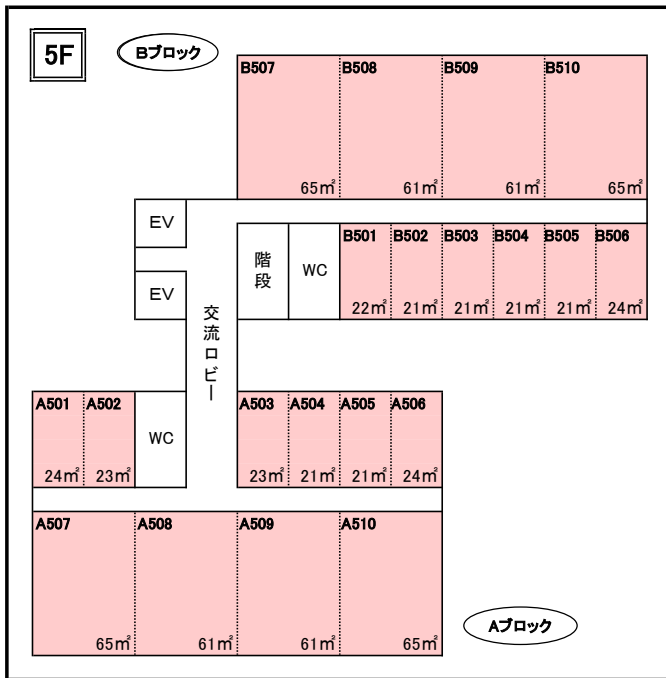 5F
Bブロック
B507
B508
B509
B510
65㎡
61㎡
61㎡
65㎡
EV
EV
階段
WC
B501
B502
B503
B504
B505
B506
22㎡
21㎡
21㎡
21㎡
21㎡
24㎡
交流ロビー
A501
A502
WC
A503
A504
A505
A506
24㎡
23㎡
23㎡
21㎡
21㎡
24㎡
A507
A508
A509
A510
65㎡
61㎡
61㎡
65㎡
Aブロック